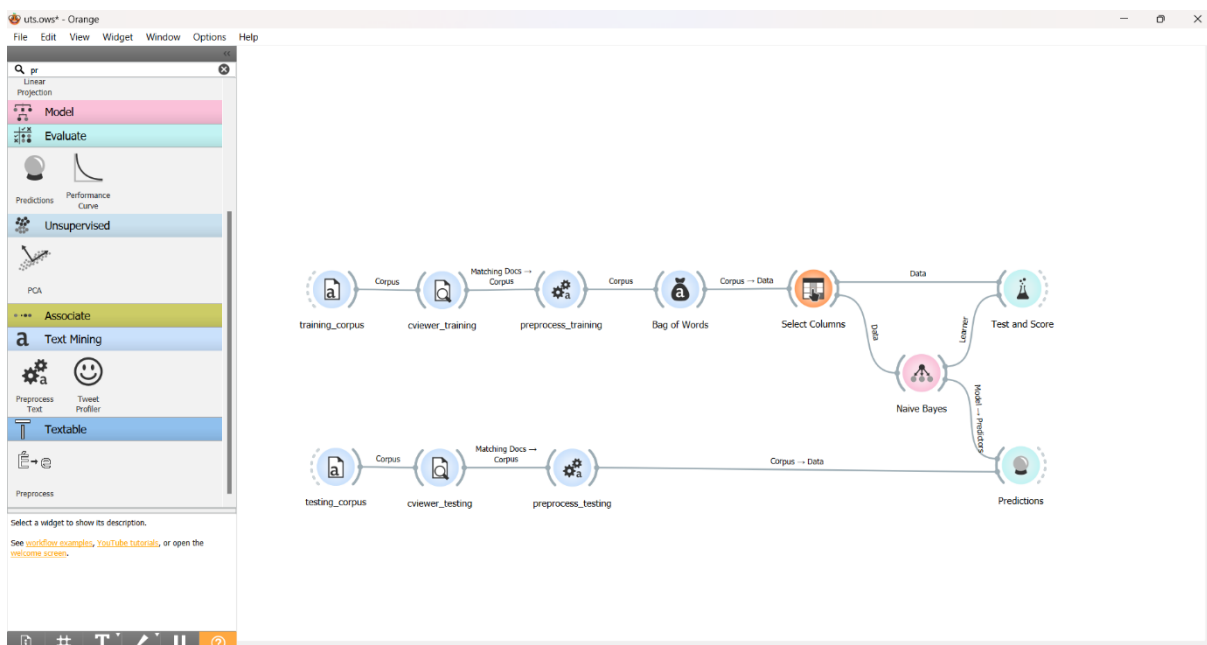 uts.ows* - Orange
File Edit View Widget Window Options Help
pr
Linear
Projection
Model
Evaluate
Predictions
Performance
Curve
Unsupervised
PCA
Associate
Text Mining
Preprocess
Text
Tweet
Profiler
Textable
Preprocess
Select a widget to show its description.
See workflow examples, YouTube tutorials, or open the
welcome screen.
Corpus
Matching Docs →
Corpus
Corpus
Corpus → Data
Data
training_corpus
cviewer_training
preprocess_training
Bag of Words
Select Columns
Test and Score
Data
Learner
Naive Bayes
Model → Predictors
Corpus
Matching Docs →
Corpus
Corpus → Data
testing_corpus
cviewer_testing
preprocess_testing
Predictions